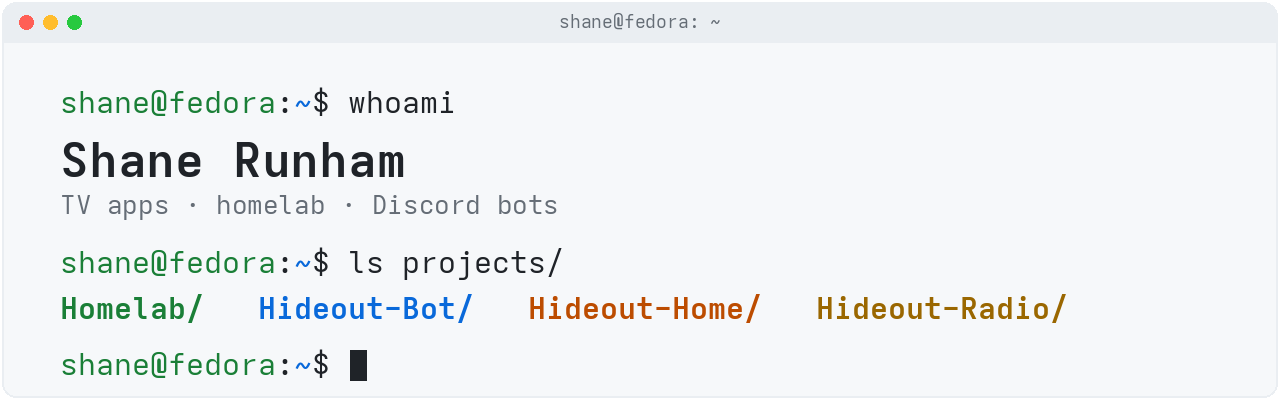 shane@fedora: ~
shane@fedora:~$ whoami
Shane Runham
TV apps · homelab · Discord bots
shane@fedora:~$ ls projects/
Homelab/ Hideout-Bot/ Hideout-Home/ Hideout-Radio/
shane@fedora:~$